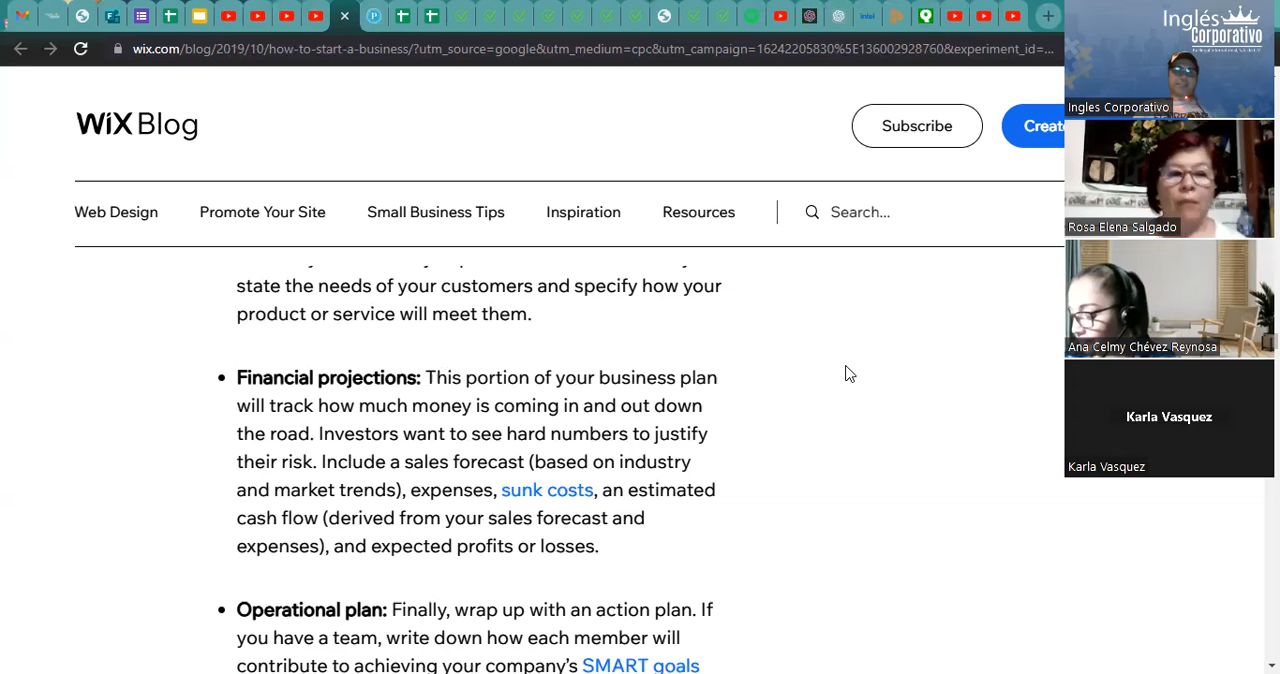 wix.com/blog/2019/10/how-to-start-a-business/?utm_source=google&utm_medium=cpc&utm_campaign=16242205830%5E136002928760&experiment_id=...
WiX Blog
Subscribe
Create
Web Design
Promote Your Site
Small Business Tips
Inspiration
Resources
Search...
state the needs of your customers and specify how your
product or service will meet them.
• Financial projections: This portion of your business plan
will track how much money is coming in and out down
the road. Investors want to see hard numbers to justify
their risk. Include a sales forecast (based on industry
and market trends), expenses, sunk costs, an estimated
cash flow (derived from your sales forecast and
expenses), and expected profits or losses.
• Operational plan: Finally, wrap up with an action plan. If
you have a team, write down how each member will
contribute to achieving your company’s SMART goals
Inglés
Corporativo
Ingles Corporativo
Rosa Elena Salgado
Ana Celmy Chévez Reynosa
Karla Vasquez
Karla Vasquez